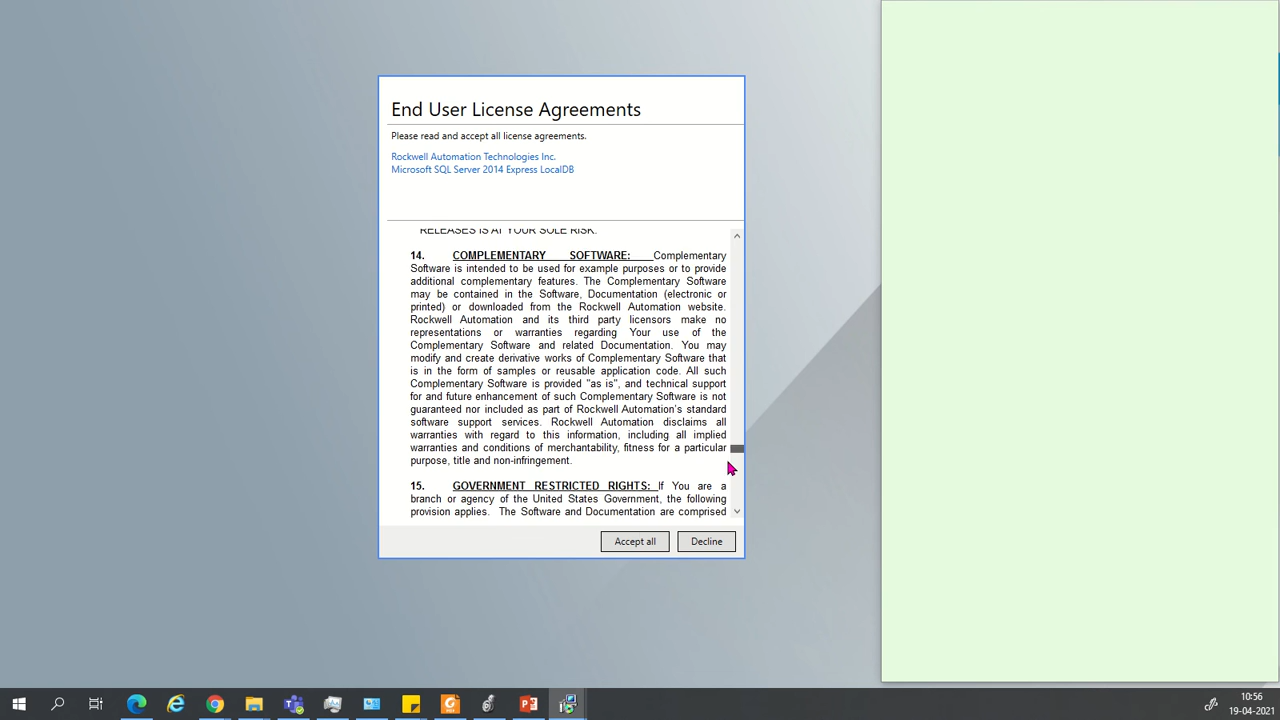 End User License Agreements
Please read and accept all license agreements.
Rockwell Automation Technologies Inc.
Microsoft SQL Server 2014 Express LocalDB
RELEASES IS AT YOUR SOLE RISK.
14. COMPLEMENTARY SOFTWARE: Complementary
Software is intended to be used for example purposes or to provide
additional complementary features. The Complementary Software
may be contained in the Software, Documentation (electronic or
printed) or downloaded from the Rockwell Automation website.
Rockwell Automation and its third party licensors make no
representations or warranties regarding Your use of the
Complementary Software and related Documentation. You may
modify and create derivative works of Complementary Software that
is in the form of samples or reusable application code. All such
Complementary Software is provided "as is", and technical support
for and future enhancement of such Complementary Software is not
guaranteed nor included as part of Rockwell Automation's standard
software support services. Rockwell Automation disclaims all
warranties with regard to this information, including all implied
warranties and conditions of merchantability, fitness for a particular
purpose, title and non-infringement.
15. GOVERNMENT RESTRICTED RIGHTS: If You are a
branch or agency of the United States Government, the following
provision applies. The Software and Documentation are comprised
Accept all
Decline
10:56
19-04-2021